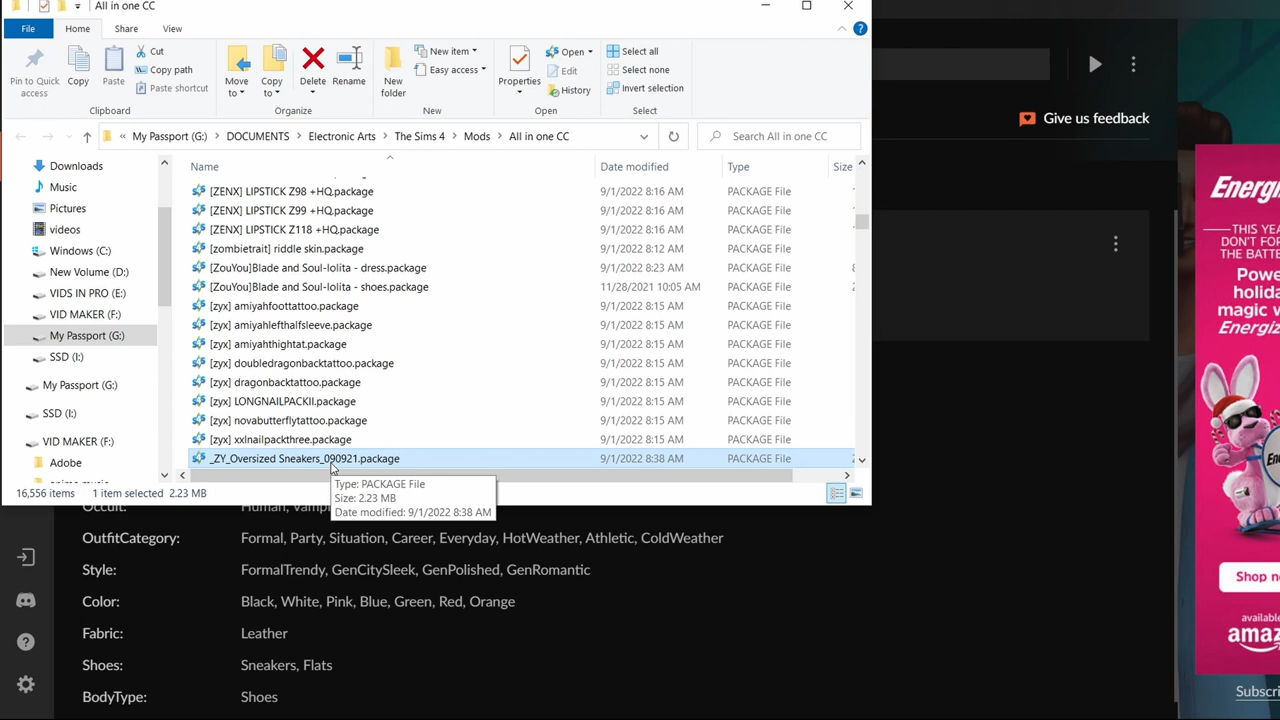 All in one CC
File Home Share View
Pin to Quick access
Copy
Paste
Cut
Copy path
Paste shortcut
Clipboard
Move to
Copy to
Delete
Rename
Organize
New folder
New item
Easy access
New
Properties
Open
Edit
History
Open
Select all
Select none
Invert selection
Select
« My Passport (G:) > DOCUMENTS > Electronic Arts > The Sims 4 > Mods > All in one CC
Search All in one CC
Give us feedback
Downloads
Music
Pictures
videos
Windows (C:)
New Volume (D:)
VIDS IN PRO (E:)
VID MAKER (F:)
My Passport (G:)
SSD (I:)
My Passport (G:)
SSD (I:)
VID MAKER (F:)
Adobe
Name Date modified Type Size
[ZENX] LIPSTICK Z98 +HQ.package 9/1/2022 8:16 AM PACKAGE File
[ZENX] LIPSTICK Z99 +HQ.package 9/1/2022 8:16 AM PACKAGE File
[ZENX] LIPSTICK Z118 +HQ.package 9/1/2022 8:16 AM PACKAGE File
[zombietrait] riddle skin.package 9/1/2022 8:12 AM PACKAGE File
[ZouYou]Blade and Soul-lolita - dress.package 9/1/2022 8:23 AM PACKAGE File
[ZouYou]Blade and Soul-lolita - shoes.package 11/28/2021 10:05 AM PACKAGE File
[zyx] amiyahfoottattoo.package 9/1/2022 8:15 AM PACKAGE File
[zyx] amiyahlefthalfsleeve.package 9/1/2022 8:15 AM PACKAGE File
[zyx] amiyahthightat.package 9/1/2022 8:15 AM PACKAGE File
[zyx] doubledragonbacktattoo.package 9/1/2022 8:15 AM PACKAGE File
[zyx] dragonbacktattoo.package 9/1/2022 8:15 AM PACKAGE File
[zyx] LONGNAILPACKII.package 9/1/2022 8:15 AM PACKAGE File
[zyx] novabutterflytattoo.package 9/1/2022 8:15 AM PACKAGE File
[zyx] xxlnailpackthree.package 9/1/2022 8:15 AM PACKAGE File
_ZY_Oversized Sneakers_090921.package 9/1/2022 8:38 AM PACKAGE File
Type: PACKAGE File
Size: 2.23 MB
Date modified: 9/1/2022 8:38 AM
16,556 items 1 item selected 2.23 MB
OutfitCategory: Formal, Party, Situation, Career, Everyday, HotWeather, Athletic, ColdWeather
Style: FormalTrendy, GenCitySleek, GenPolished, GenRomantic
Color: Black, White, Pink, Blue, Green, Red, Orange
Fabric: Leather
Shoes: Sneakers, Flats
BodyType: Shoes
THIS YEA
DON'T FOR
THE BATTE
Powe
holida
magic w
Energiz
Shop n
available
amaz
Subscri